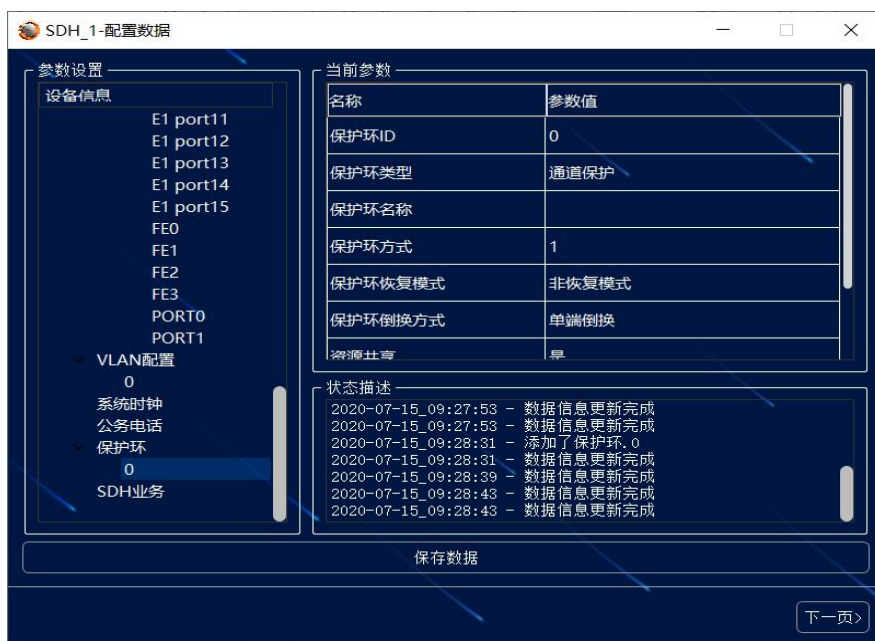 SDH_1-配置数据
参数设置
设备信息
E1 port11
E1 port12
E1 port13
E1 port14
E1 port15
FE0
FE1
FE2
FE3
PORT0
PORT1
VLAN配置
0
系统时钟
公务电话
保护环
0
SDH业务
当前参数
名称 参数值
保护环ID 0
保护环类型 通道保护
保护环名称
保护环方式 1
保护环恢复模式 非恢复模式
保护环倒换方式 单端倒换
资源共享 是
状态描述
2020-07-15_09:27:53 - 数据信息更新完成
2020-07-15_09:27:53 - 数据信息更新完成
2020-07-15_09:28:31 - 添加了保护环.0
2020-07-15_09:28:31 - 数据信息更新完成
2020-07-15_09:28:39 - 数据信息更新完成
2020-07-15_09:28:43 - 数据信息更新完成
2020-07-15_09:28:43 - 数据信息更新完成
保存数据
下一页>